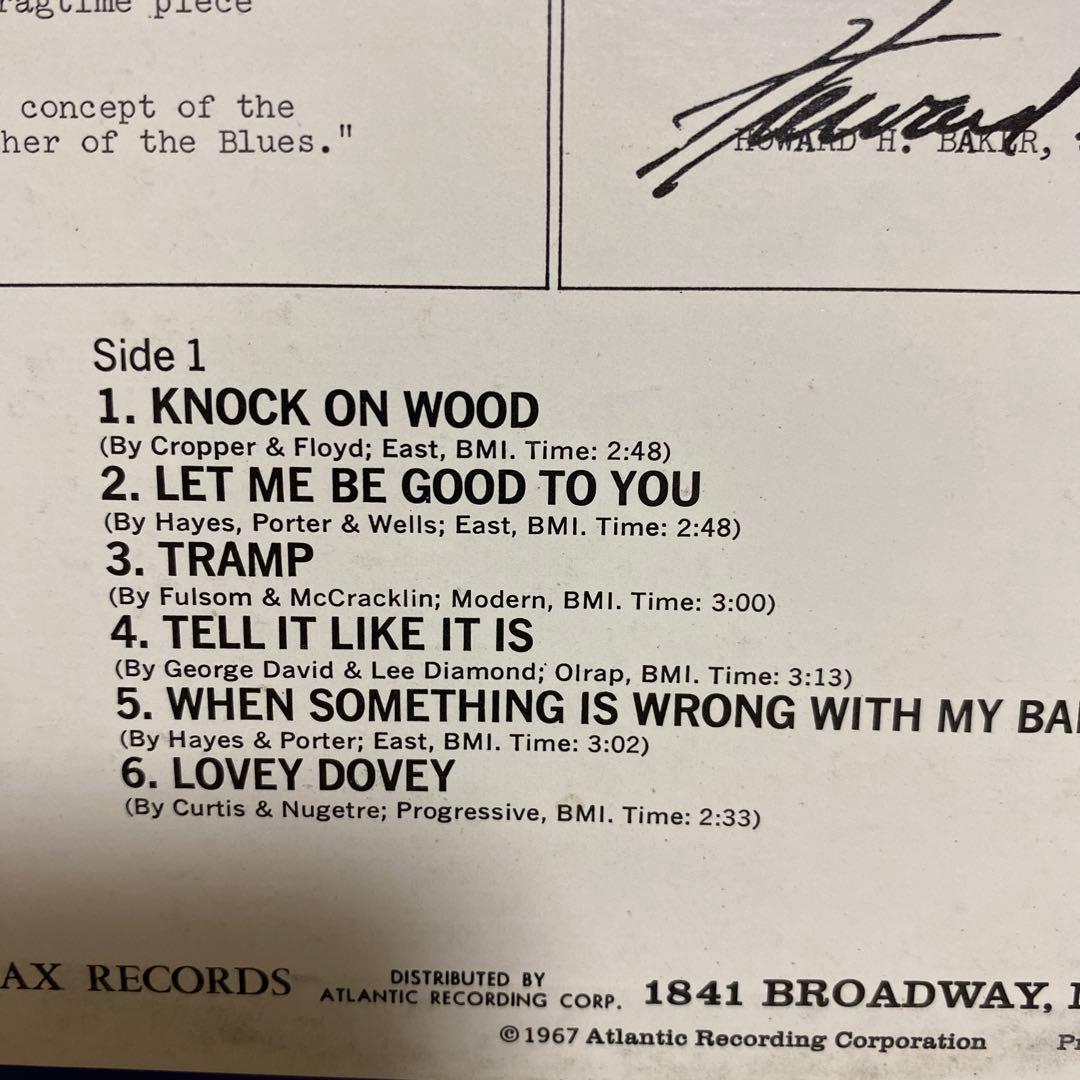 ragtime piece
concept of the
her of the Blues."
Howard
HOWARD H. BAKER,
Side 1
1. KNOCK ON WOOD
(By Cropper & Floyd; East, BMI. Time: 2:48)
2. LET ME BE GOOD TO YOU
(By Hayes, Porter & Wells; East, BMI. Time: 2:48)
3. TRAMP
(By Fulsom & McCracklin; Modern, BMI. Time: 3:00)
4. TELL IT LIKE IT IS
(By George David & Lee Diamond; Olrap, BMI. Time: 3:13)
5. WHEN SOMETHING IS WRONG WITH MY BA
(By Hayes & Porter; East, BMI. Time: 3:02)
6. LOVEY DOVEY
(By Curtis & Nugetre; Progressive, BMI. Time: 2:33)
AX RECORDS
DISTRIBUTED BY
ATLANTIC RECORDING CORP.
1841 BROADWAY,
©1967 Atlantic Recording Corporation